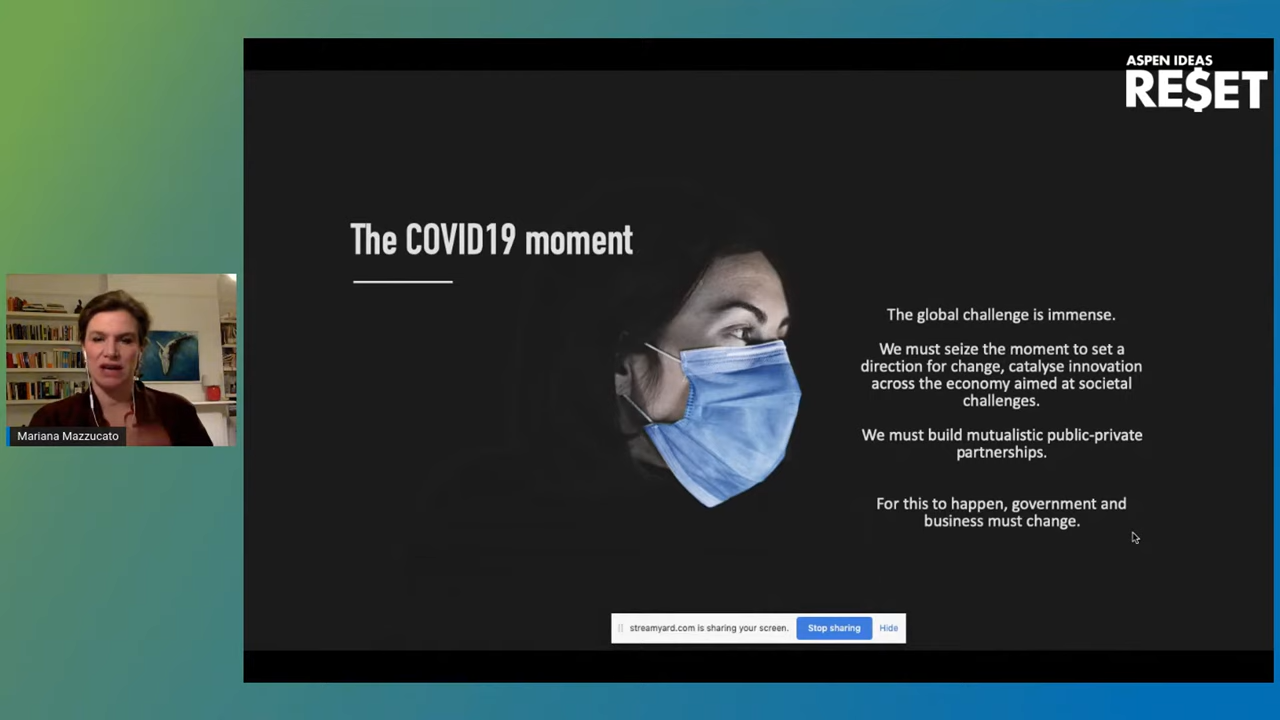 ASPEN IDEAS
RE$ET
The COVID19 moment
The global challenge is immense.
We must seize the moment to set a
direction for change, catalyse innovation
across the economy aimed at societal
challenges.
We must build mutualistic public-private
partnerships.
For this to happen, government and
business must change.
Mariana Mazzucato
streamyard.com is sharing your screen.
Stop sharing
Hide